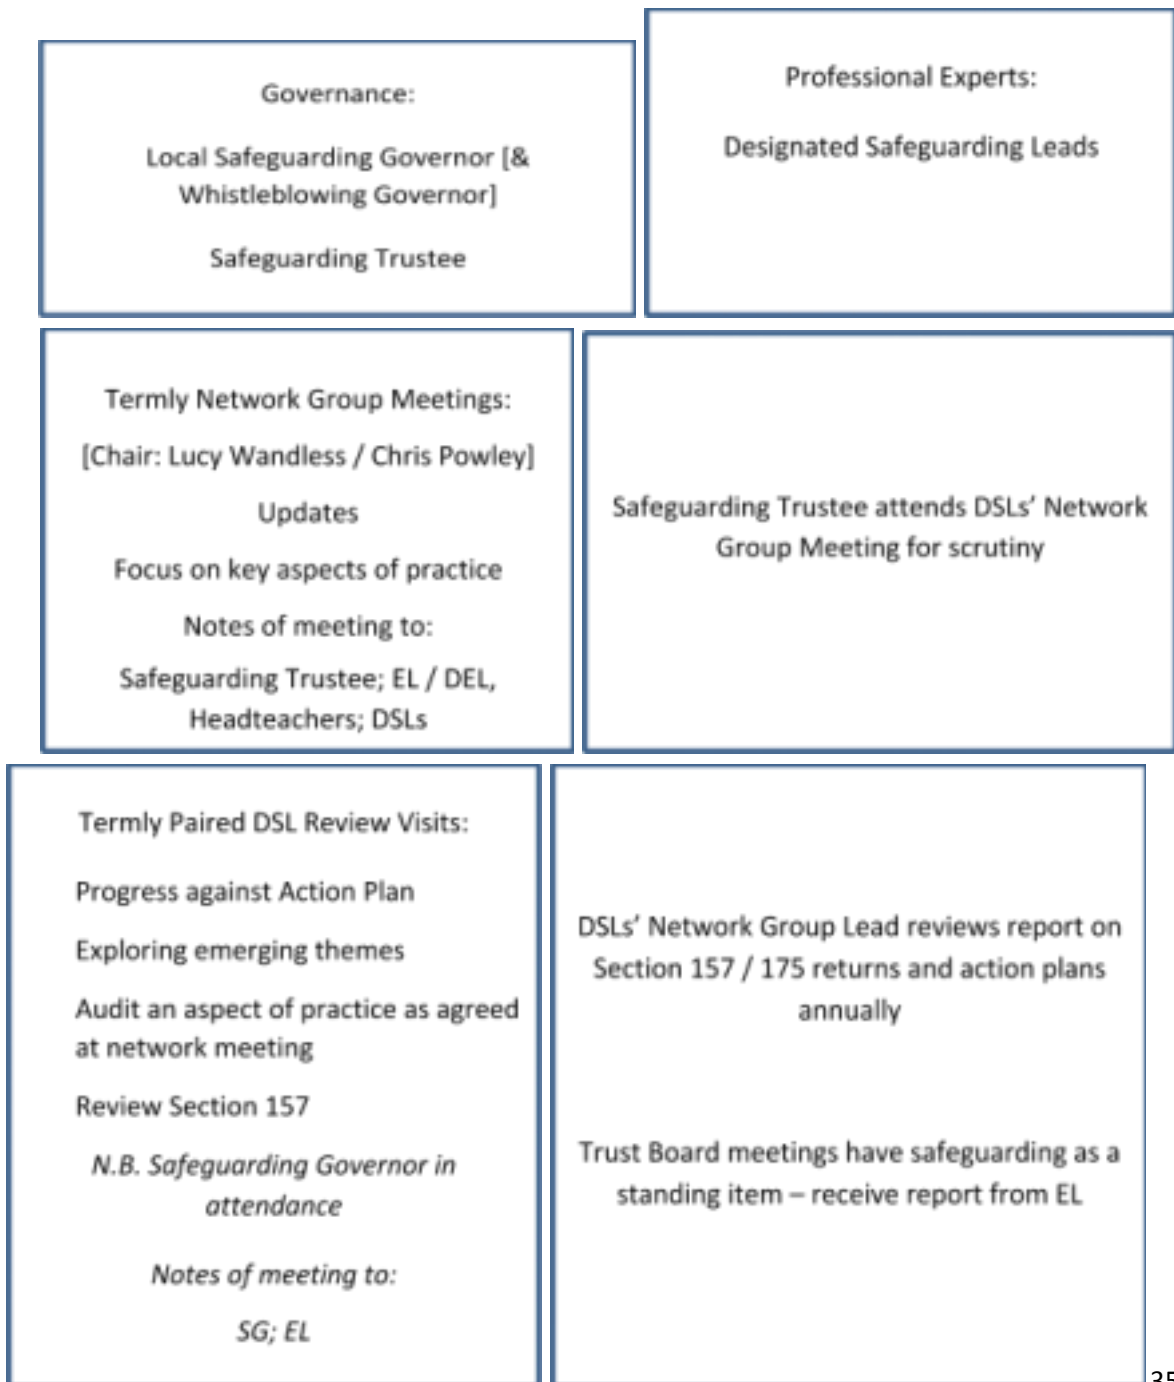 Governance:
Local Safeguarding Governor [&
Whistleblowing Governor]
Safeguarding Trustee
Professional Experts:
Designated Safeguarding Leads
Termly Network Group Meetings:
[Chair: Lucy Wandless / Chris Powley]
Updates
Focus on key aspects of practice
Notes of meeting to:
Safeguarding Trustee; EL / DEL,
Headteachers; DSLs
Safeguarding Trustee attends DSLs’ Network
Group Meeting for scrutiny
Termly Paired DSL Review Visits:
Progress against Action Plan
Exploring emerging themes
Audit an aspect of practice as agreed
at network meeting
Review Section 157
N.B. Safeguarding Governor in
attendance
Notes of meeting to:
SG; EL
DSLs’ Network Group Lead reviews report on
Section 157 / 175 returns and action plans
annually
Trust Board meetings have safeguarding as a
standing item – receive report from EL